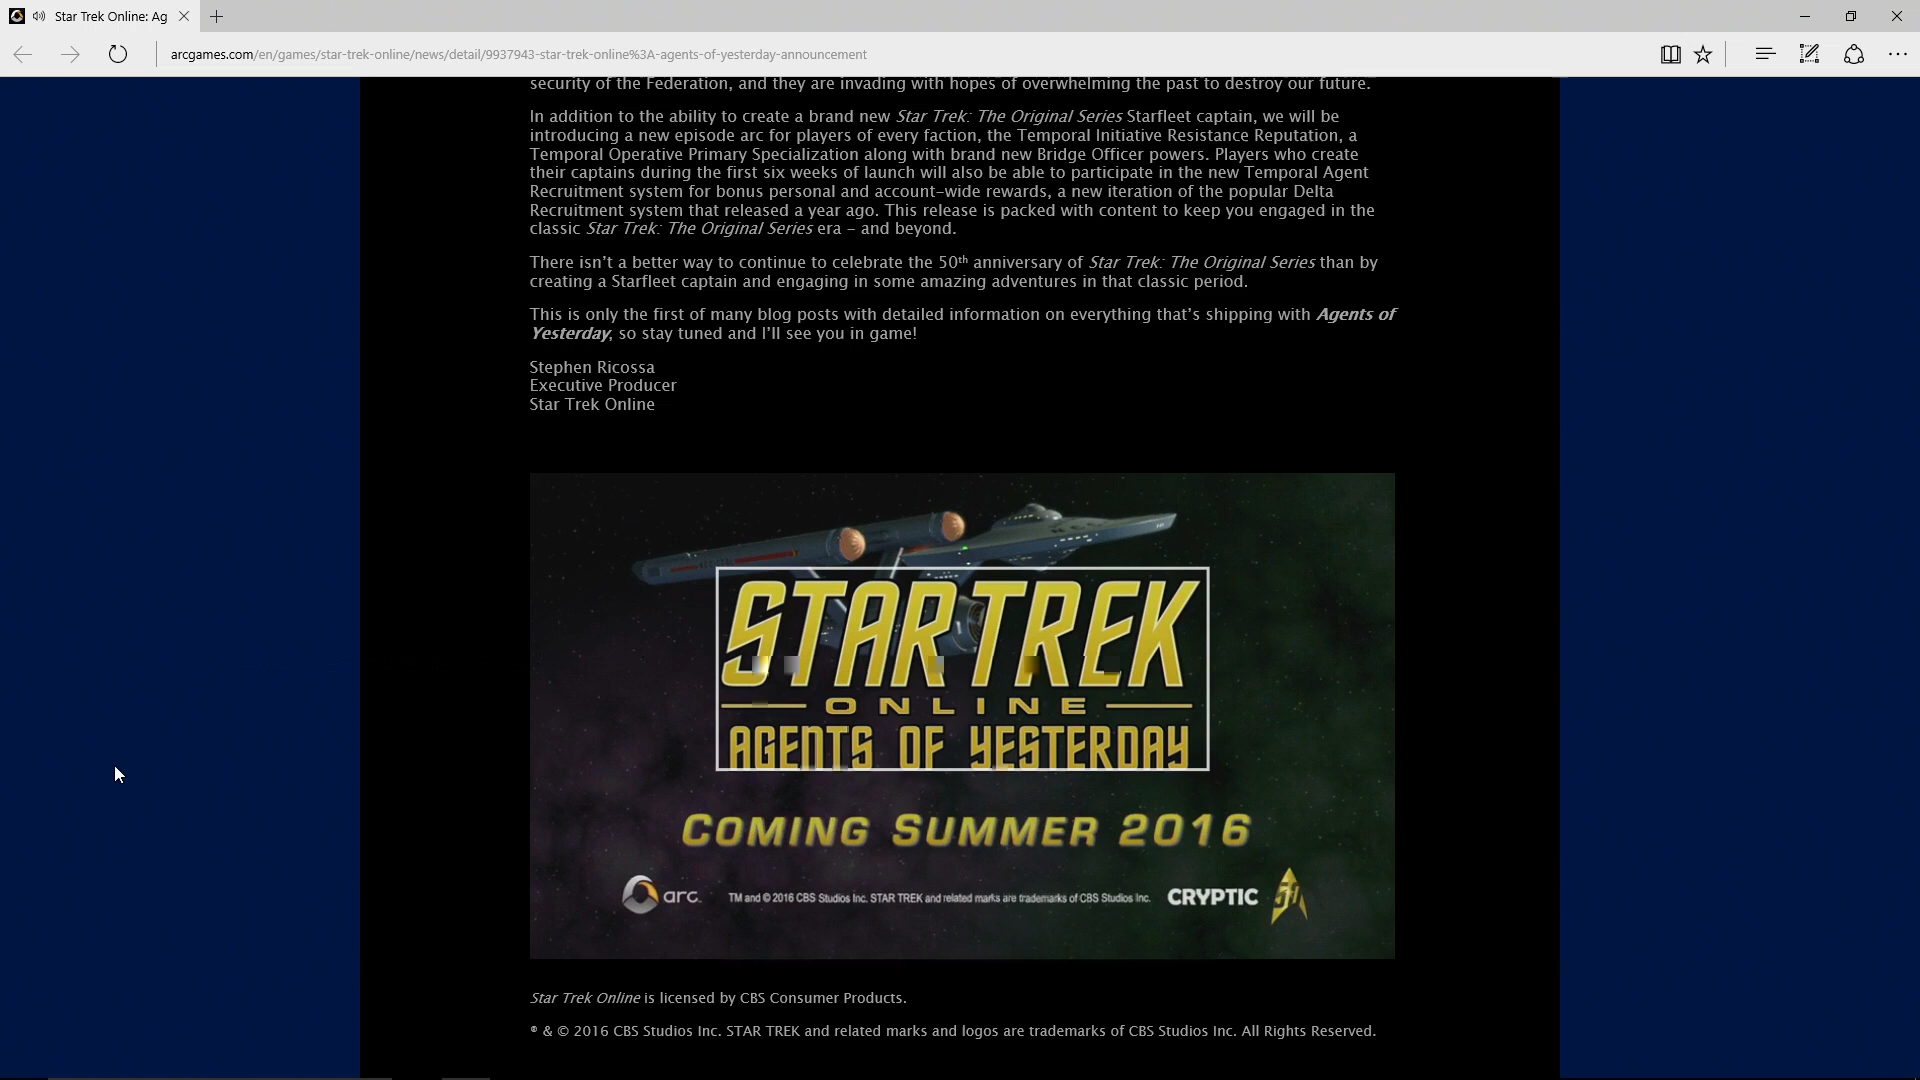 Star Trek Online: Ag
arcgames.com/en/games/star-trek-online/news/detail/9937943-star-trek-online%3A-agents-of-yesterday-announcement
security of the Federation, and they are invading with hopes of overwhelming the past to destroy our future.
In addition to the ability to create a brand new Star Trek: The Original Series Starfleet captain, we will be
introducing a new episode arc for players of every faction, the Temporal Initiative Resistance Reputation, a
Temporal Operative Primary Specialization along with brand new Bridge Officer powers. Players who create
their captains during the first six weeks of launch will also be able to participate in the new Temporal Agent
Recruitment system for bonus personal and account-wide rewards, a new iteration of the popular Delta
Recruitment system that released a year ago. This release is packed with content to keep you engaged in the
classic Star Trek: The Original Series era – and beyond.
There isn’t a better way to continue to celebrate the 50th anniversary of Star Trek: The Original Series than by
creating a Starfleet captain and engaging in some amazing adventures in that classic period.
This is only the first of many blog posts with detailed information on everything that’s shipping with Agents of
Yesterday, so stay tuned and I’ll see you in game!
Stephen Ricossa
Executive Producer
Star Trek Online
STAR TREK
ONLINE
AGENTS OF YESTERDAY
COMING SUMMER 2016
arc. TM and © 2016 CBS Studios Inc. STAR TREK and related marks are trademarks of CBS Studios Inc. CRYPTIC 50
Star Trek Online is licensed by CBS Consumer Products.
® & © 2016 CBS Studios Inc. STAR TREK and related marks and logos are trademarks of CBS Studios Inc. All Rights Reserved.